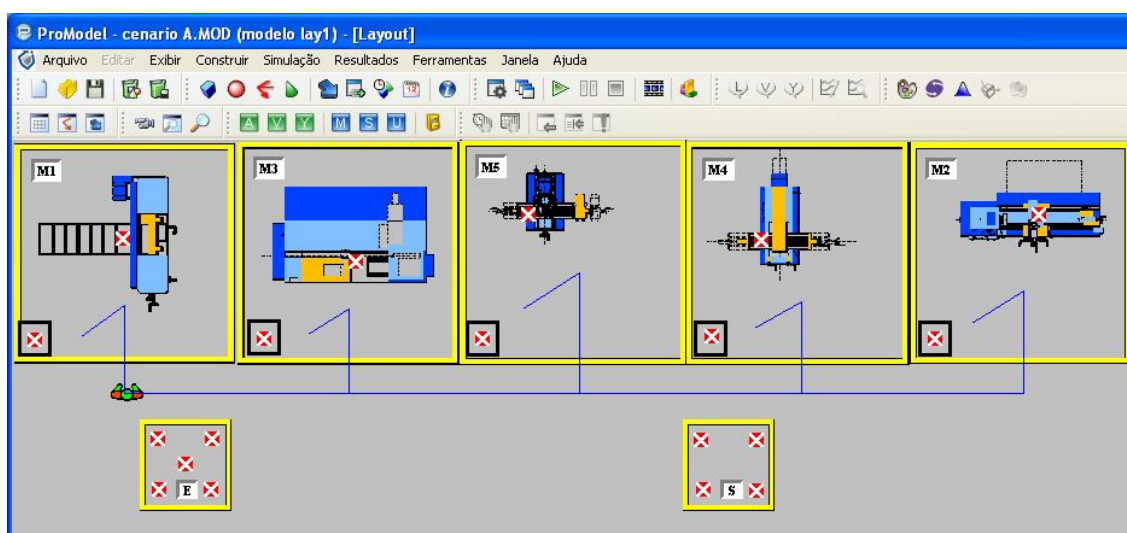 ProModel - cenario A.MOD (modelo lay1) - [Layout]
Arquivo Editar Exibir Construir Simulação Resultados Ferramentas Janela Ajuda
A V Y M S U
M1 M3 M5 M4 M2
E S